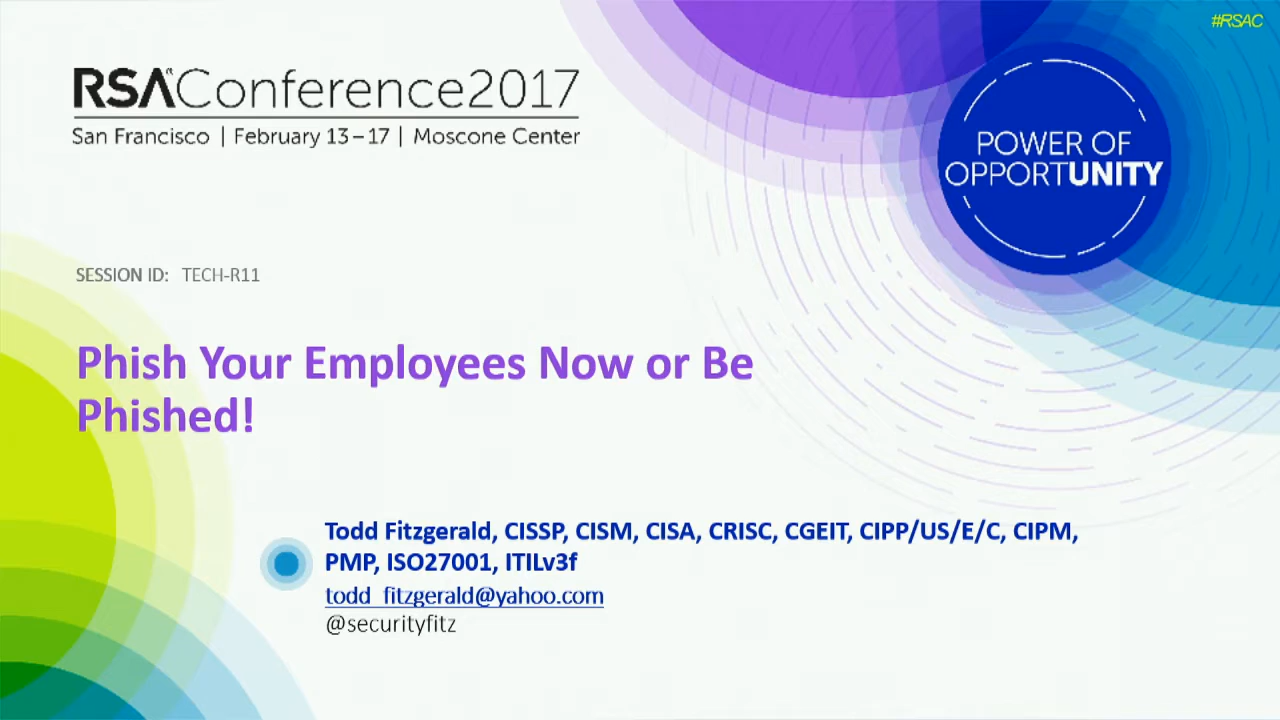 #RSAC
RSAConference2017
San Francisco | February 13–17 | Moscone Center
POWER OF
OPPORTUNITY
SESSION ID: TECH-R11
Phish Your Employees Now or Be
Phished!
Todd Fitzgerald, CISSP, CISM, CISA, CRISC, CGEIT, CIPP/US/E/C, CIPM,
PMP, ISO27001, ITILv3f
todd_fitzgerald@yahoo.com
@securityfitz